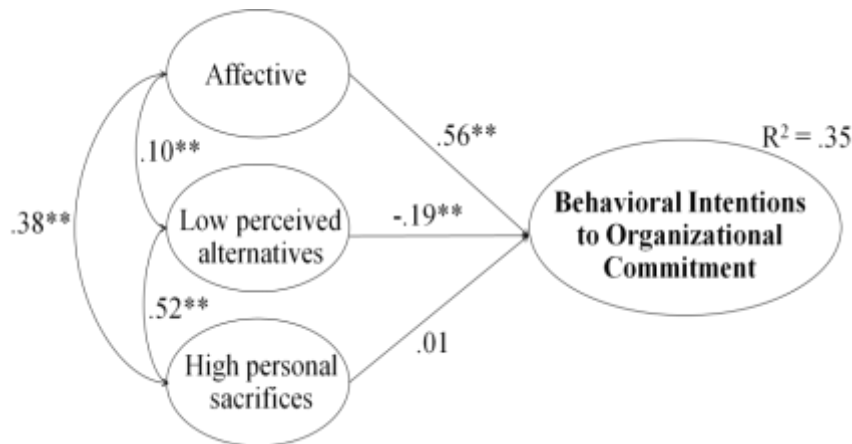 Affective
.10**
.56**
R² = .35
.38**
Low perceived
alternatives
-.19**
Behavioral Intentions
to Organizational
Commitment
.52**
.01
High personal
sacrifices